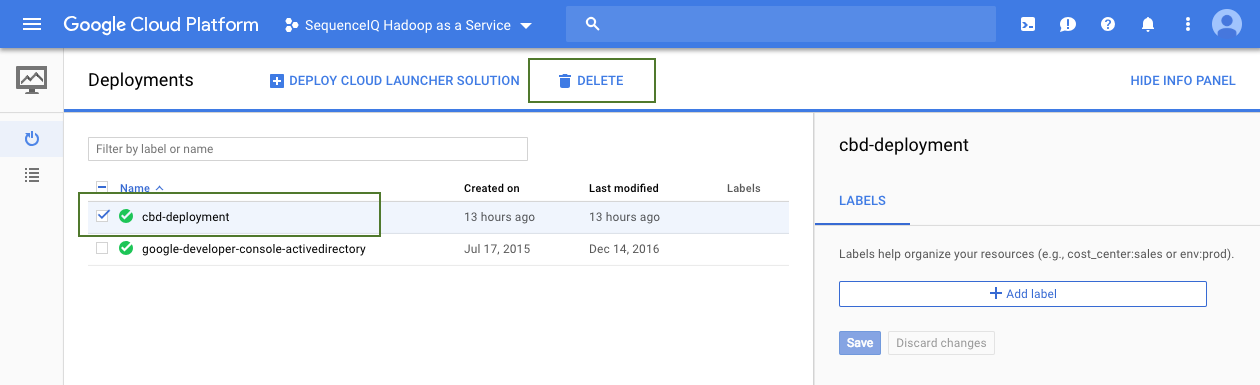 Google Cloud Platform SequenceIQ Hadoop as a Service
Deployments DEPLOY CLOUD LAUNCHER SOLUTION DELETE HIDE INFO PANEL
Filter by label or name
Name Created on Last modified Labels
cbd-deployment 13 hours ago 13 hours ago
google-developer-console-activedirectory Jul 17, 2015 Dec 14, 2016
cbd-deployment
LABELS
Labels help organize your resources (e.g., cost_center:sales or env:prod).
Add label
Save Discard changes